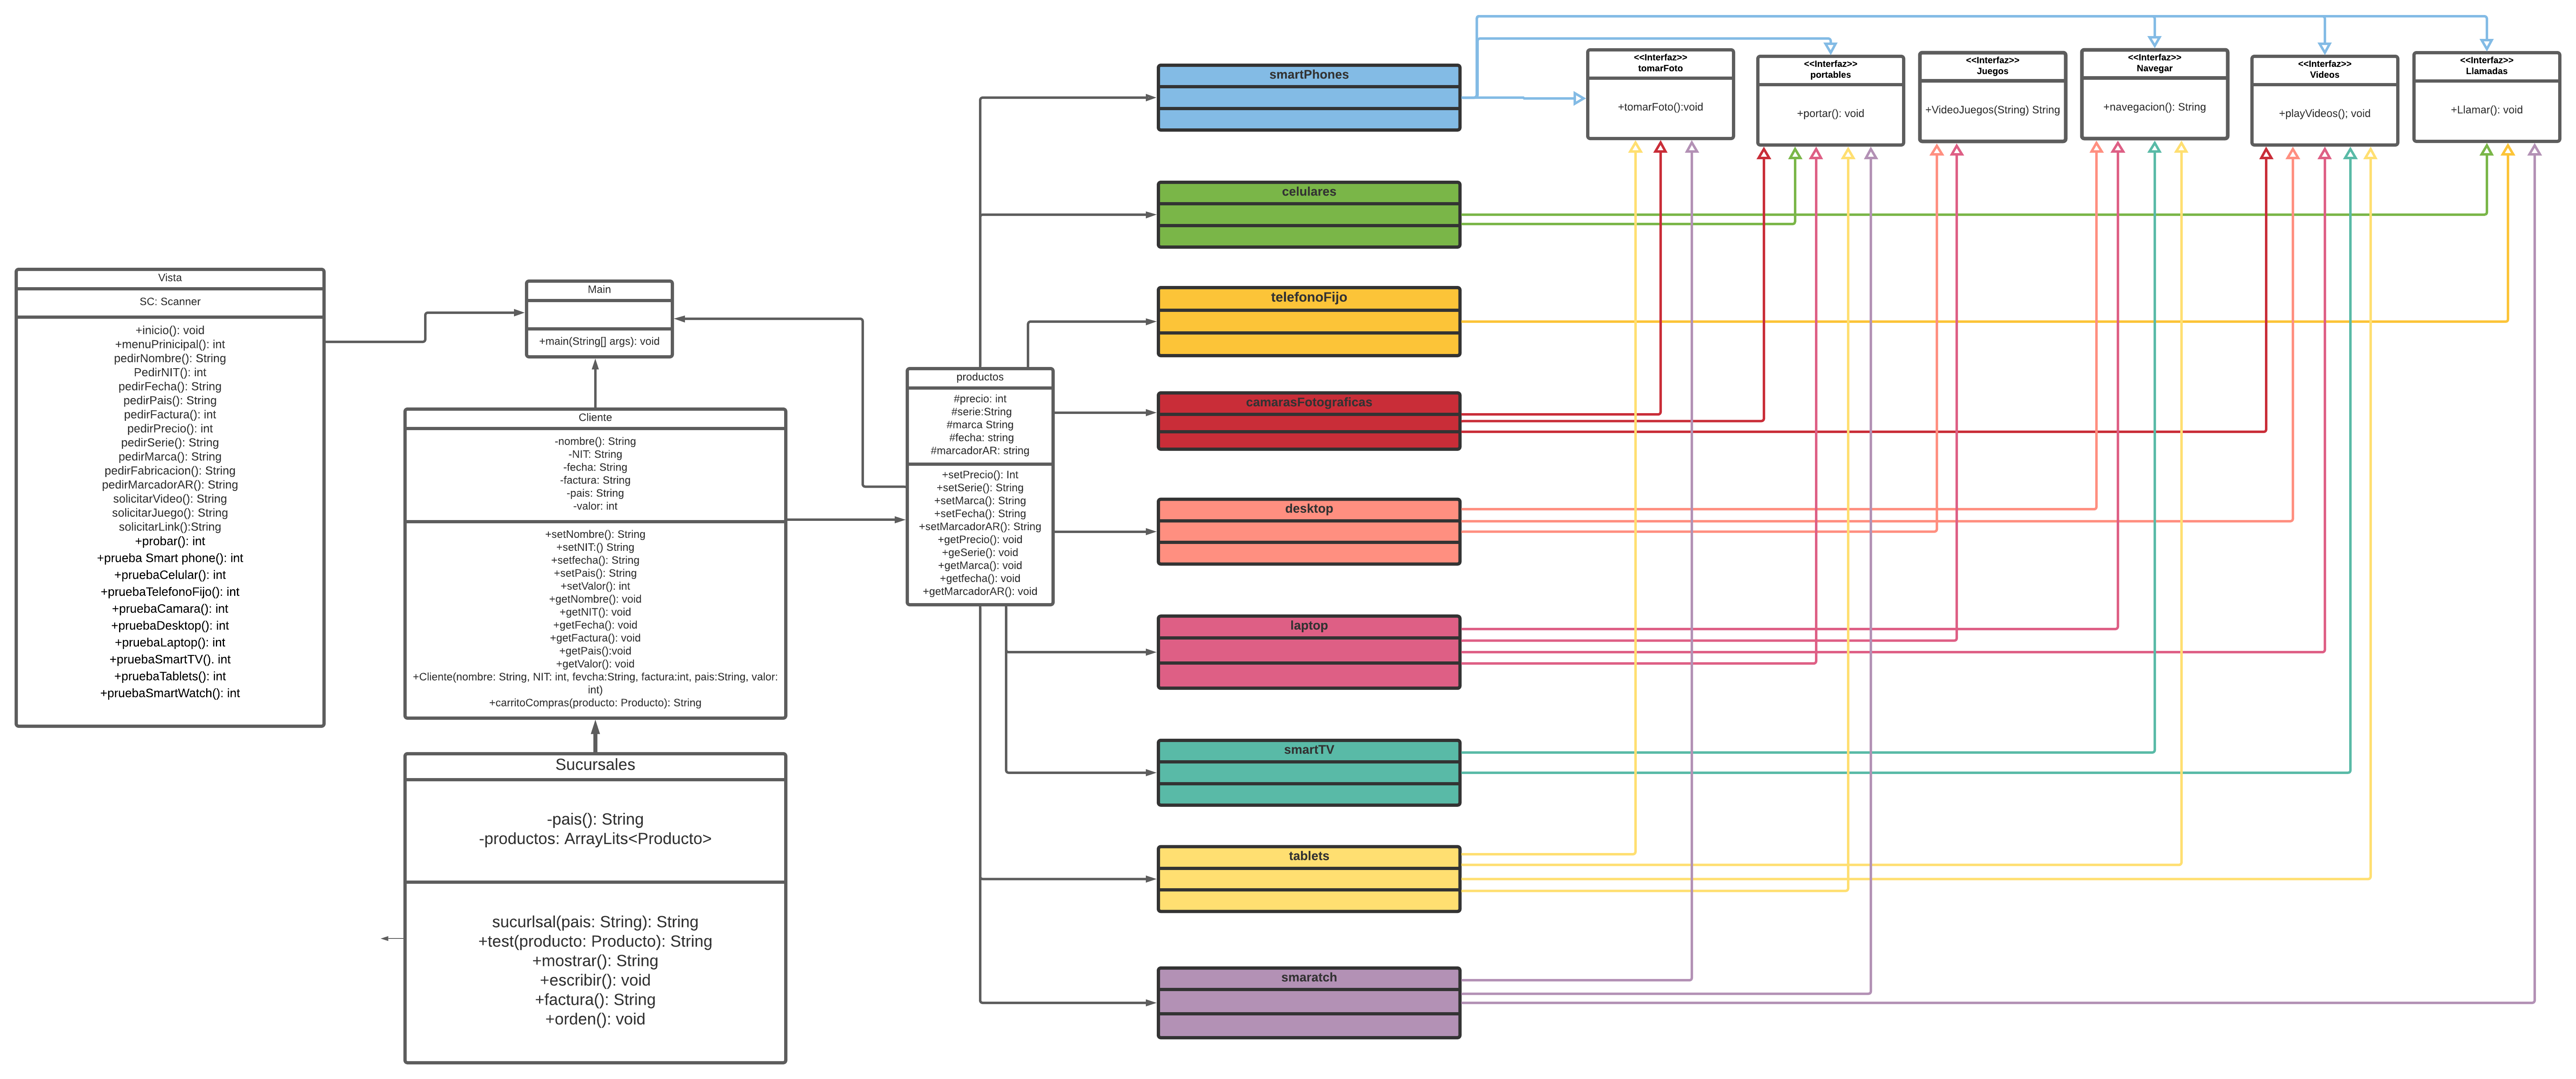 Vista
SC: Scanner
+inicio(): void
+menuPrinicipal(): int
pedirNombre(): String
PedirNIT(): int
pedirFecha(): String
pedirPais(): String
pedirFactura(): int
pedirPrecio(): int
pedirSerie(): String
pedirMarca(): String
pedirFabricacion(): String
pedirMarcadorAR(): String
solicitarVideo(): String
solicitarJuego(): String
solicitarLink():String
+probar(): int
+prueba Smart phone(): int
+pruebaCelular(): int
+pruebaTelefonoFijo(): int
+pruebaCamara(): int
+pruebaDesktop(): int
+pruebaLaptop(): int
+pruebaSmartTV(). int
+pruebaTablets(): int
+pruebaSmartWatch(): int
Main
+main(String[] args): void
Cliente
-nombre(): String
-NIT: String
-fecha: String
-factura: String
-pais: String
-valor: int
+setNombre(): String
+setNIT:() String
+setfecha(): String
+setPais(): String
+setValor(): int
+getNombre(): void
+getNIT(): void
+getFecha(): void
+getFactura(): void
+getPais():void
+getValor(): void
+Cliente(nombre: String, NIT: int, fevcha:String, factura:int, pais:String, valor:
int)
+carritoCompras(producto: Producto): String
Sucursales
-pais(): String
-productos: ArrayLits<Producto>
sucurlsal(pais: String): String
+test(producto: Producto): String
+mostrar(): String
+escribir(): void
+factura(): String
+orden(): void
productos
#precio: int
#serie:String
#marca String
#fecha: string
#marcadorAR: string
+setPrecio(): Int
+setSerie(): String
+setMarca(): String
+setFecha(): String
+setMarcadorAR(): String
+getPrecio(): void
+geSerie(): void
+getMarca(): void
+getfecha(): void
+getMarcadorAR(): void
smartPhones
celulares
telefonoFijo
camarasFotograficas
desktop
laptop
smartTV
tablets
smaratch
<<Interfaz>>
tomarFoto
+tomarFoto():void
<<Interfaz>>
portables
+portar(): void
<<Interfaz>>
Juegos
+VideoJuegos(String) String
<<Interfaz>>
Navegar
+navegacion(): String
<<Interfaz>>
Videos
+playVideos(); void
<<Interfaz>>
Llamadas
+Llamar(): void